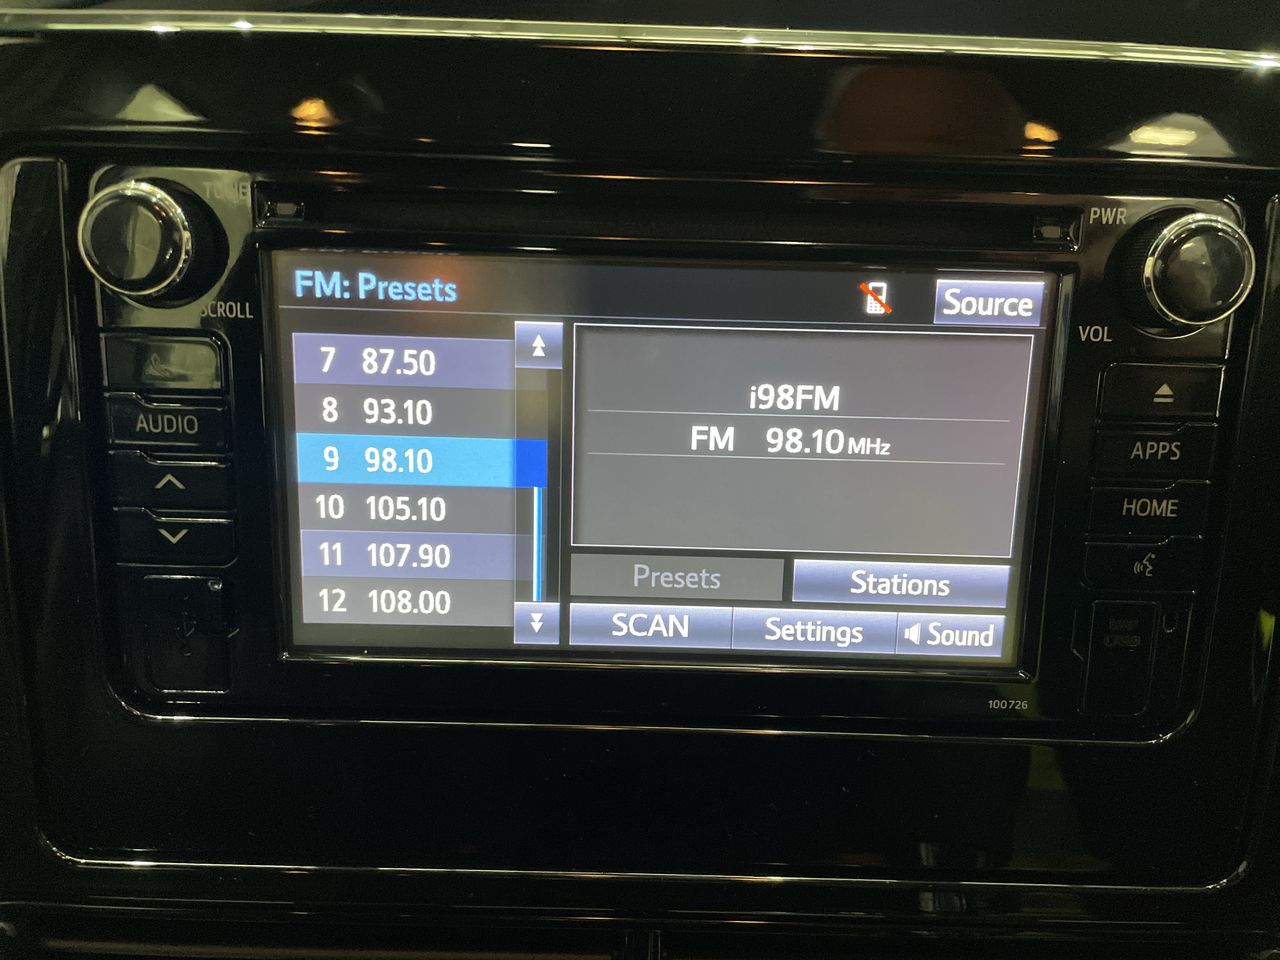 TUNE
SCROLL
AUDIO
FM: Presets
Source
7 87.50
8 93.10
9 98.10
10 105.10
11 107.90
12 108.00
i98FM
FM 98.10 MHz
Presets
Stations
SCAN
Settings
Sound
PWR
VOL
APPS
HOME
100726